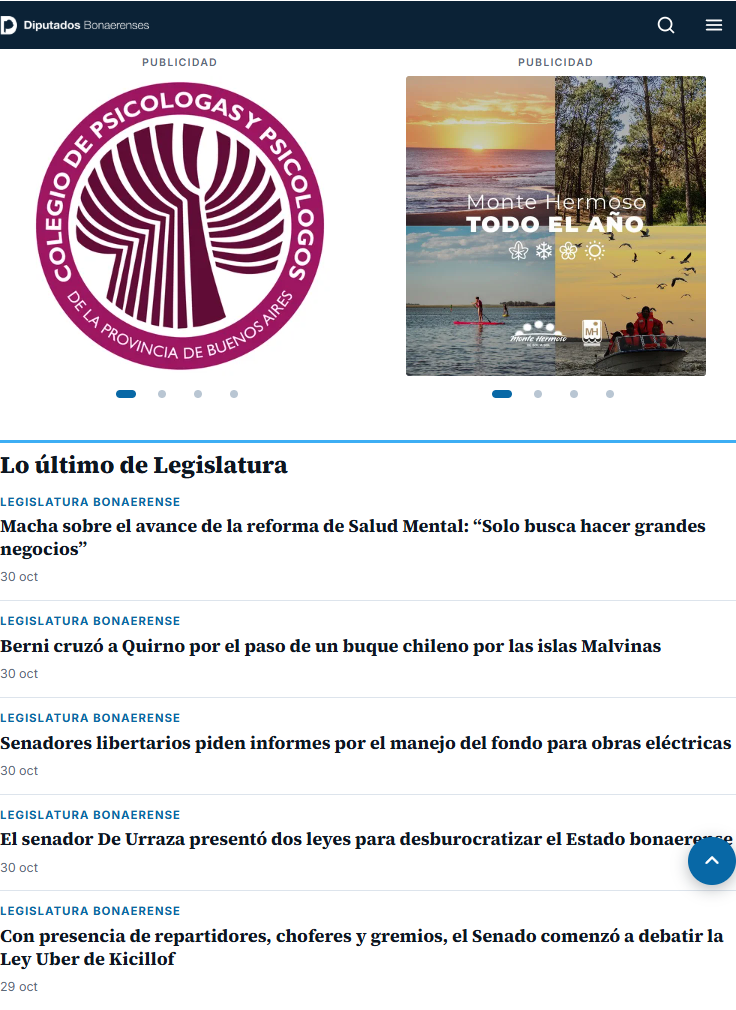 Diputados Bonaerenses
PUBLICIDAD
COLEGIO DE PSICOLOGAS Y PSICOLOGOS
DE LA PROVINCIA DE BUENOS AIRES
PUBLICIDAD
Monte Hermoso
TODO EL AÑO
Monte Hermoso
MH
Lo último de Legislatura
LEGISLATURA BONAERENSE
Macha sobre el avance de la reforma de Salud Mental: “Solo busca hacer grandes
negocios”
30 oct
LEGISLATURA BONAERENSE
Berni cruzó a Quirno por el paso de un buque chileno por las islas Malvinas
30 oct
LEGISLATURA BONAERENSE
Senadores libertarios piden informes por el manejo del fondo para obras eléctricas
30 oct
LEGISLATURA BONAERENSE
El senador De Urraza presentó dos leyes para desburocratizar el Estado bonaerense
30 oct
LEGISLATURA BONAERENSE
Con presencia de repartidores, choferes y gremios, el Senado comenzó a debatir la
Ley Uber de Kicillof
29 oct